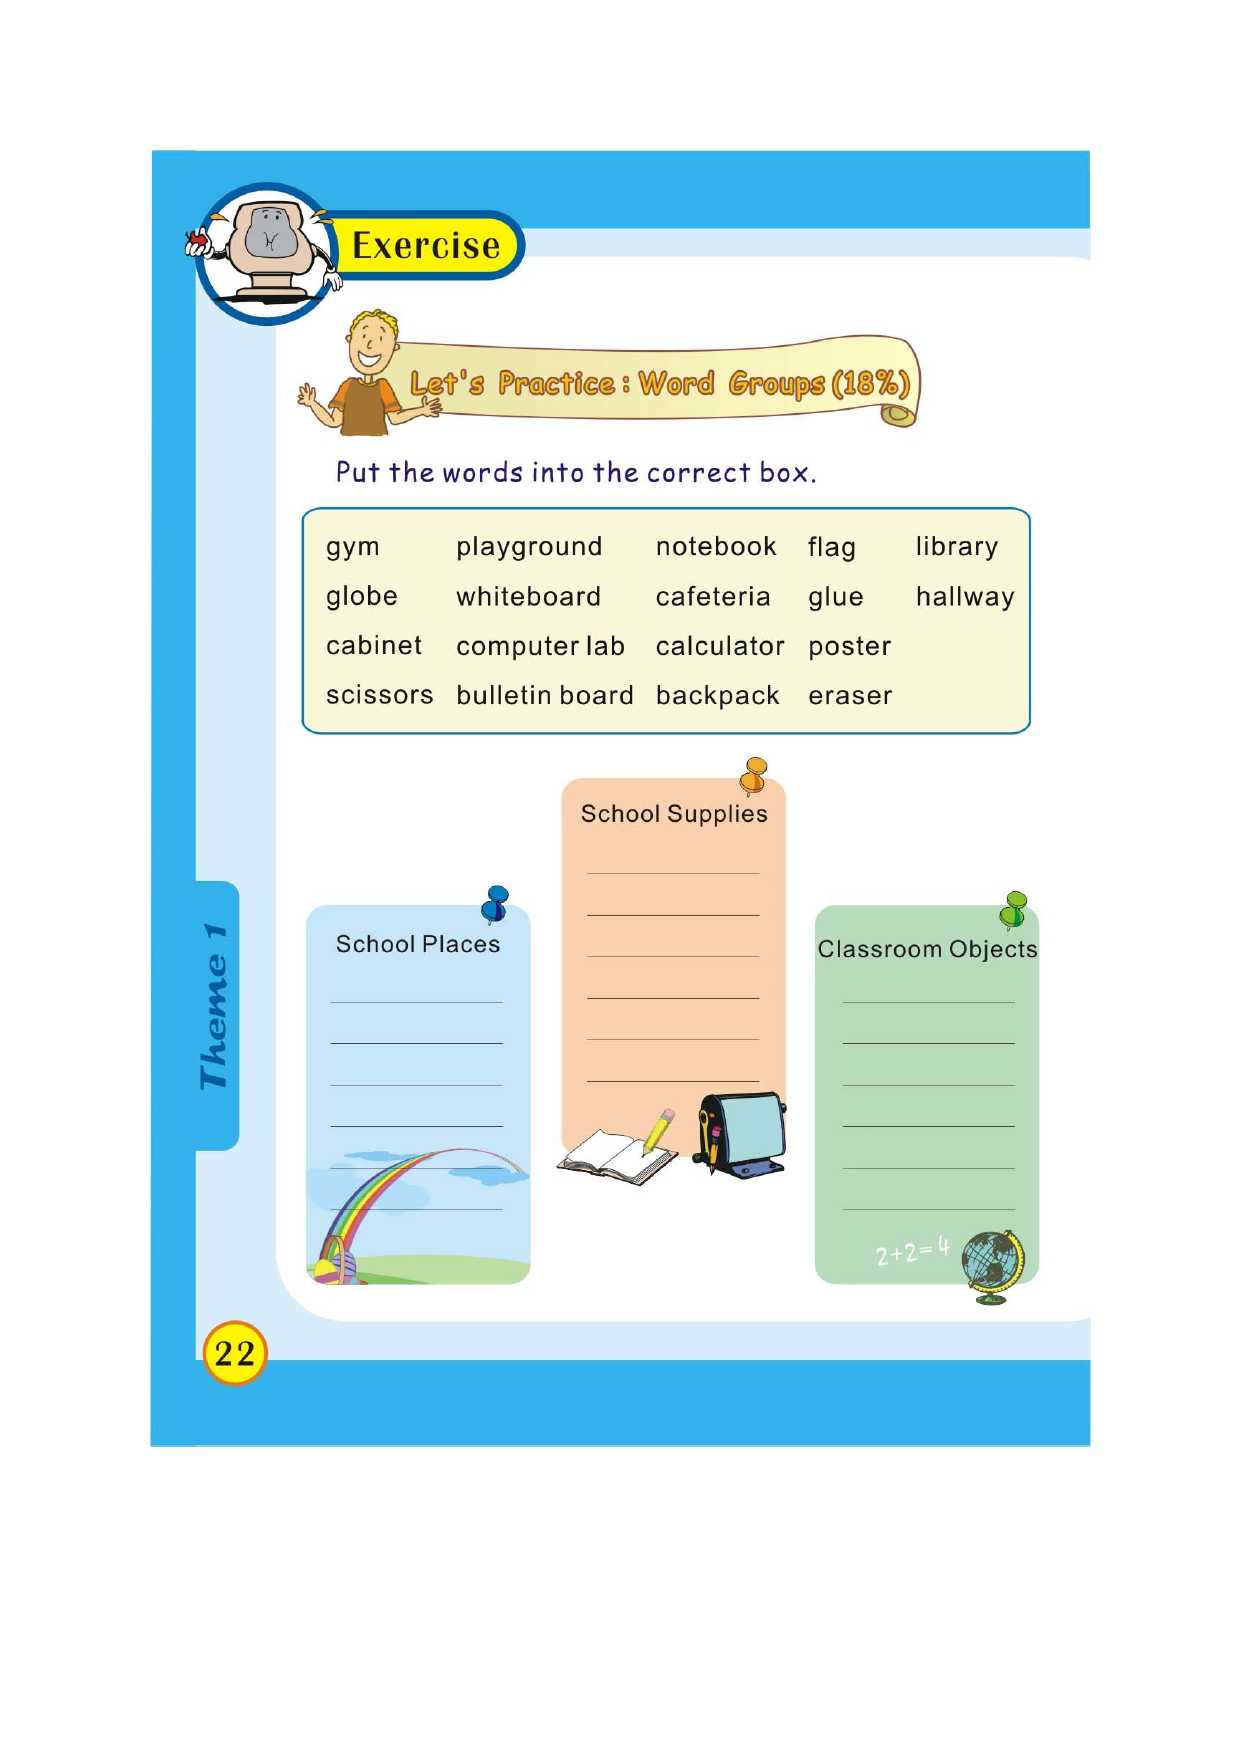 Exercise
Let's Practice : Word Groups (18%)
Put the words into the correct box.
gym playground notebook flag library
globe whiteboard cafeteria glue hallway
cabinet computer lab calculator poster
scissors bulletin board backpack eraser
School Supplies
School Places
Classroom Objects
2+2=4
Theme 1
22